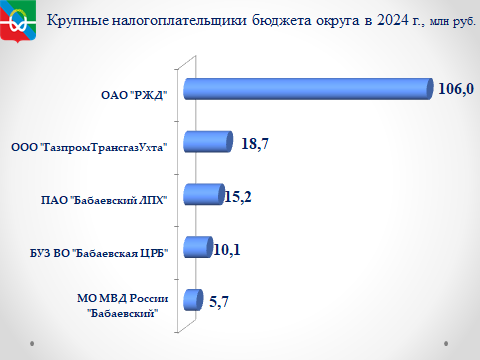 Крупные налогоплательщики бюджета округа в 2024 г., млн руб.
ОАО "РЖД"
106,0
ООО "ГазпромТрансгазУхта"
18,7
ПАО "Бабаевский ЛПХ"
15,2
БУЗ ВО "Бабаевская ЦРБ"
10,1
МО МВД России
"Бабаевский"
5,7